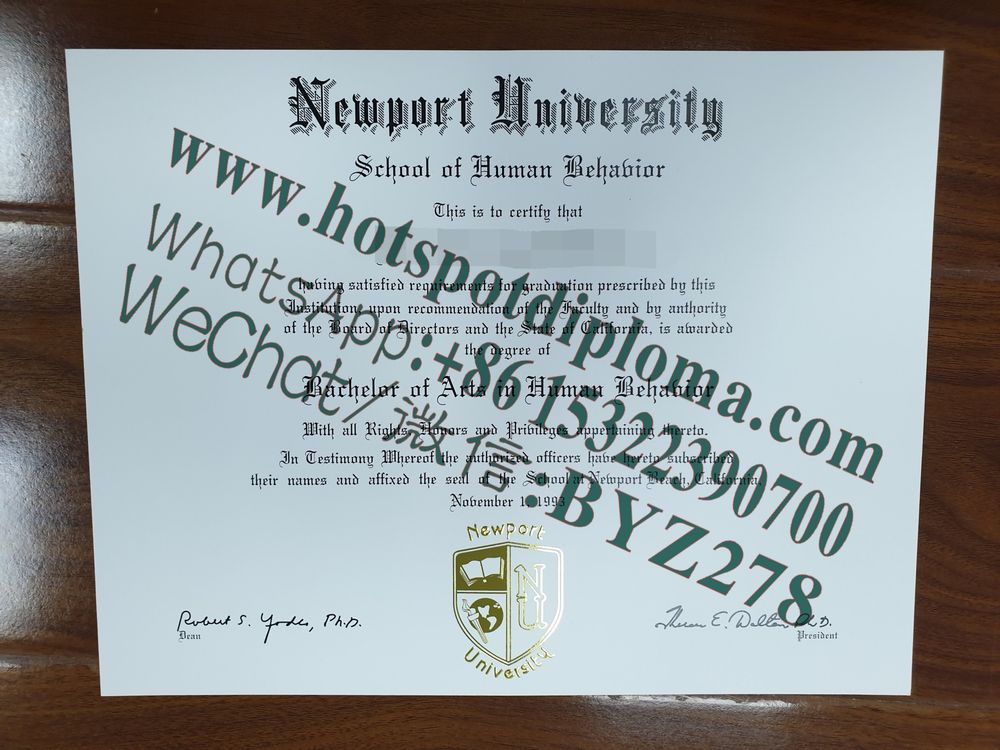 Newport University
School of Human Behavior
This is to certify that
having satisfied requirements for graduation prescribed by this
Institution, upon recommendation of the Faculty and by authority
of the Board of Directors and the State of California, is awarded
the degree of
Bachelor of Arts in Human Behavior
With all Rights, Honors and Privileges appertaining thereto.
In Testimony Whereof the authorized officers have hereto subscribed
their names and affixed the seal of the School at Newport Beach, California,
November 1, 1993
Newport
NU
University
Robert S. Yordes, Ph.D.
Dean
Theron E. Dalton, Ph.D.
President
www.hotspotdiploma.com
WhatsApp:+8615322390700
WeChat/微信:BYZ278